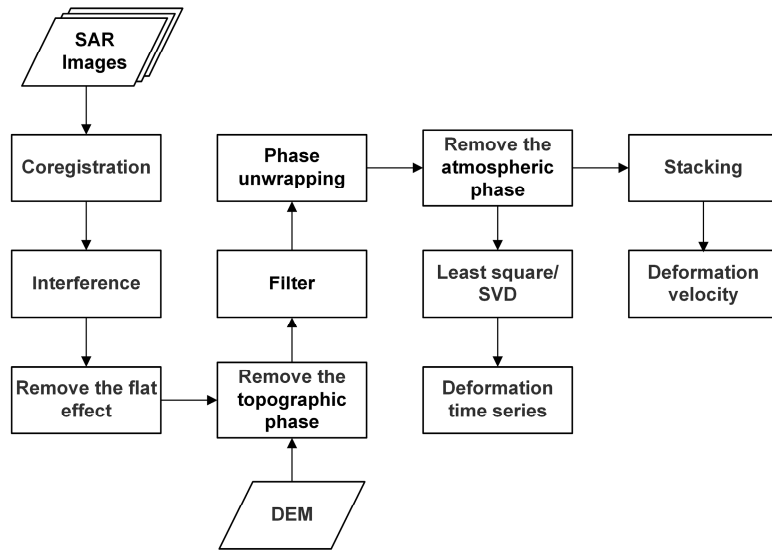 SAR
Images
Coregistration
Interference
Remove the flat
effect
DEM
Remove the
topographic
phase
Filter
Phase
unwrapping
Remove the
atmospheric
phase
Least square/
SVD
Deformation
time series
Stacking
Deformation
velocity